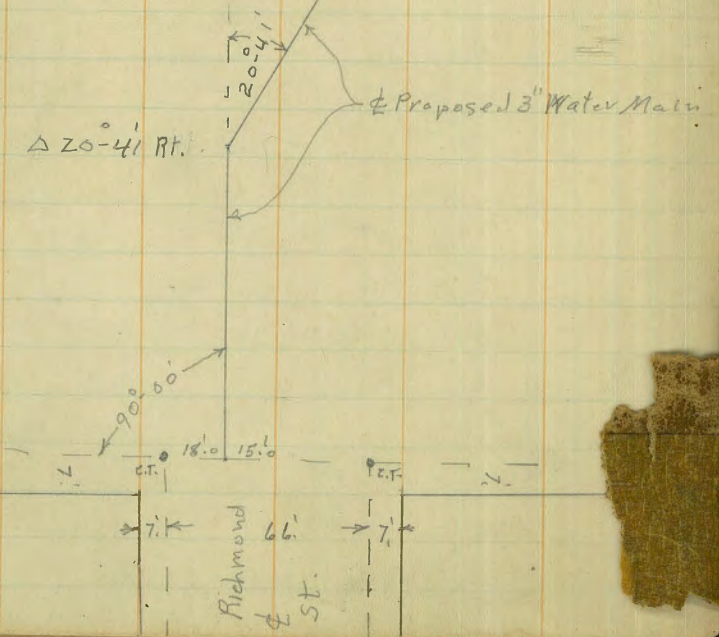 20°-41'
℄ Proposed 3" Water Main
Δ 20°-41' Rt.
90°-00'
18'.0 15'.0
7'.
7'.
7'.
66'.
7'.
Richmond
℄
St.